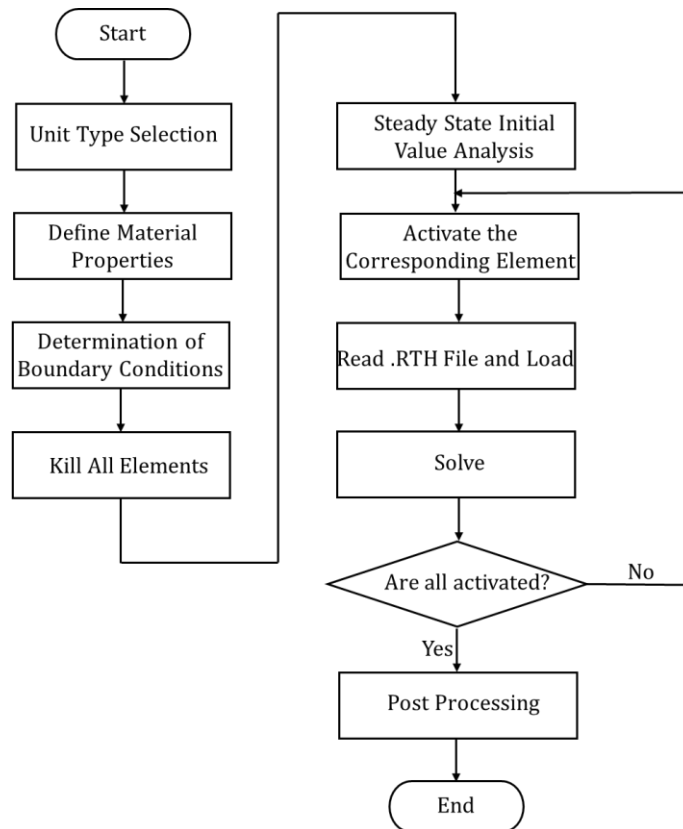 Start
Unit Type Selection
Define Material
Properties
Determination of
Boundary Conditions
Kill All Elements
Steady State Initial
Value Analysis
Activate the
Corresponding Element
Read .RTH File and Load
Solve
Are all activated?
No
Yes
Post Processing
End